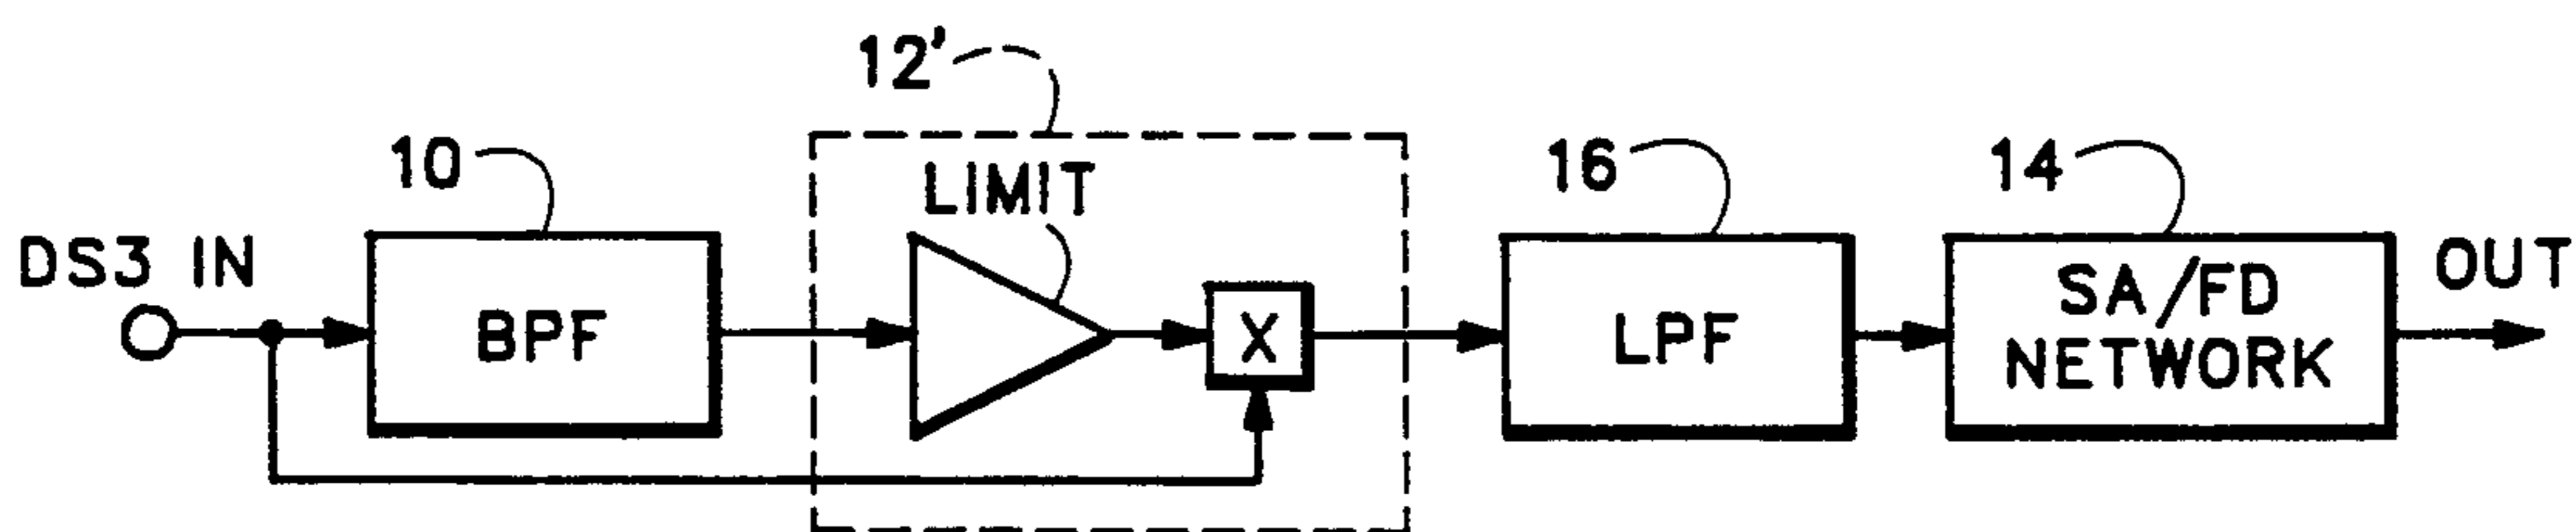 12'
10
LIMIT
16
14
DS3 IN
BPF
X
LPF
SA/FD
NETWORK
OUT